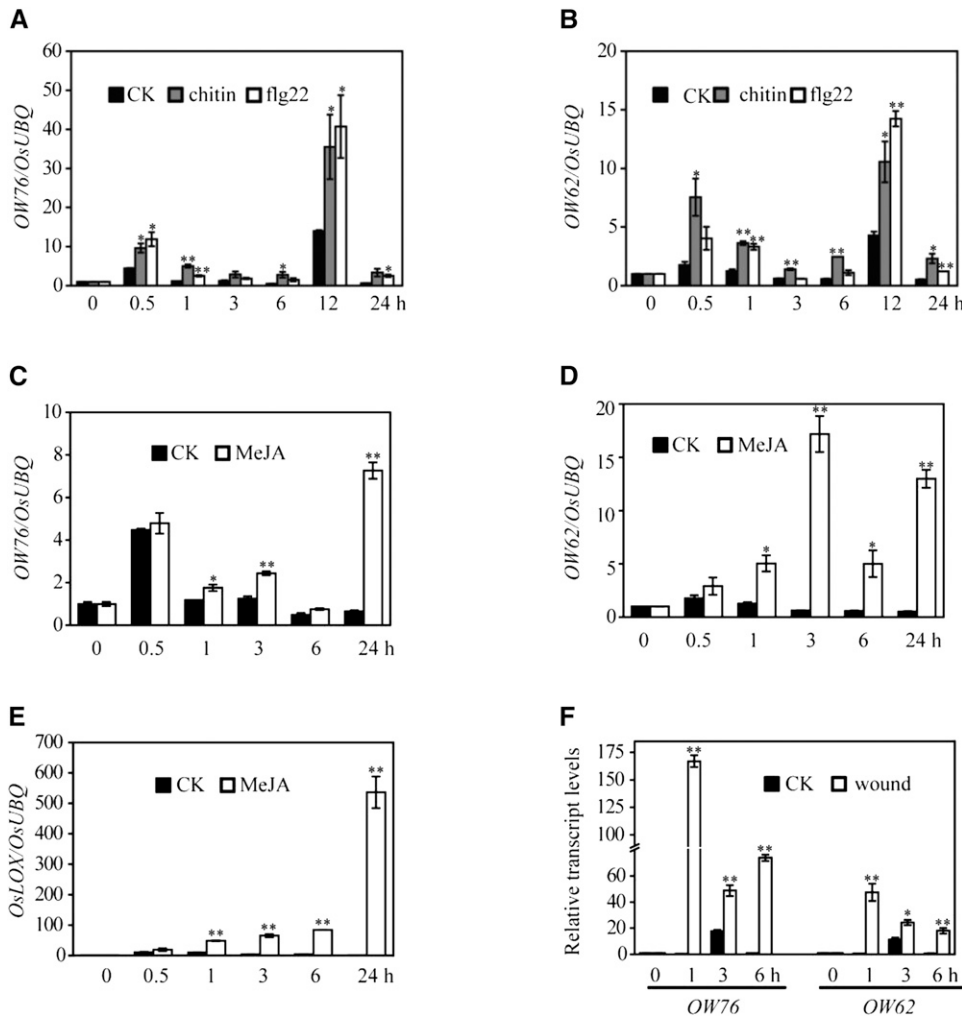 A
OW76/OsUBQ
60
50
40
30
20
10
0
CK chitin flg22
* * ** ** * * * *
0 0.5 1 3 6 12 24 h
B
OW62/OsUBQ
20
15
10
5
0
CK chitin flg22
* ** ** ** ** * ** * **
0 0.5 1 3 6 12 24 h
C
OW76/OsUBQ
10
8
6
4
2
0
CK MeJA
* ** **
0 0.5 1 3 6 24 h
D
OW62/OsUBQ
20
15
10
5
0
CK MeJA
* ** * **
0 0.5 1 3 6 24 h
E
OsLOX/OsUBQ
700
600
500
400
300
200
100
0
CK MeJA
** ** ** **
0 0.5 1 3 6 24 h
F
Relative transcript levels
175
150
125
100
60
40
20
0
CK wound
** ** ** ** * **
0 1 3 6 h 0 1 3 6 h
OW76 OW62